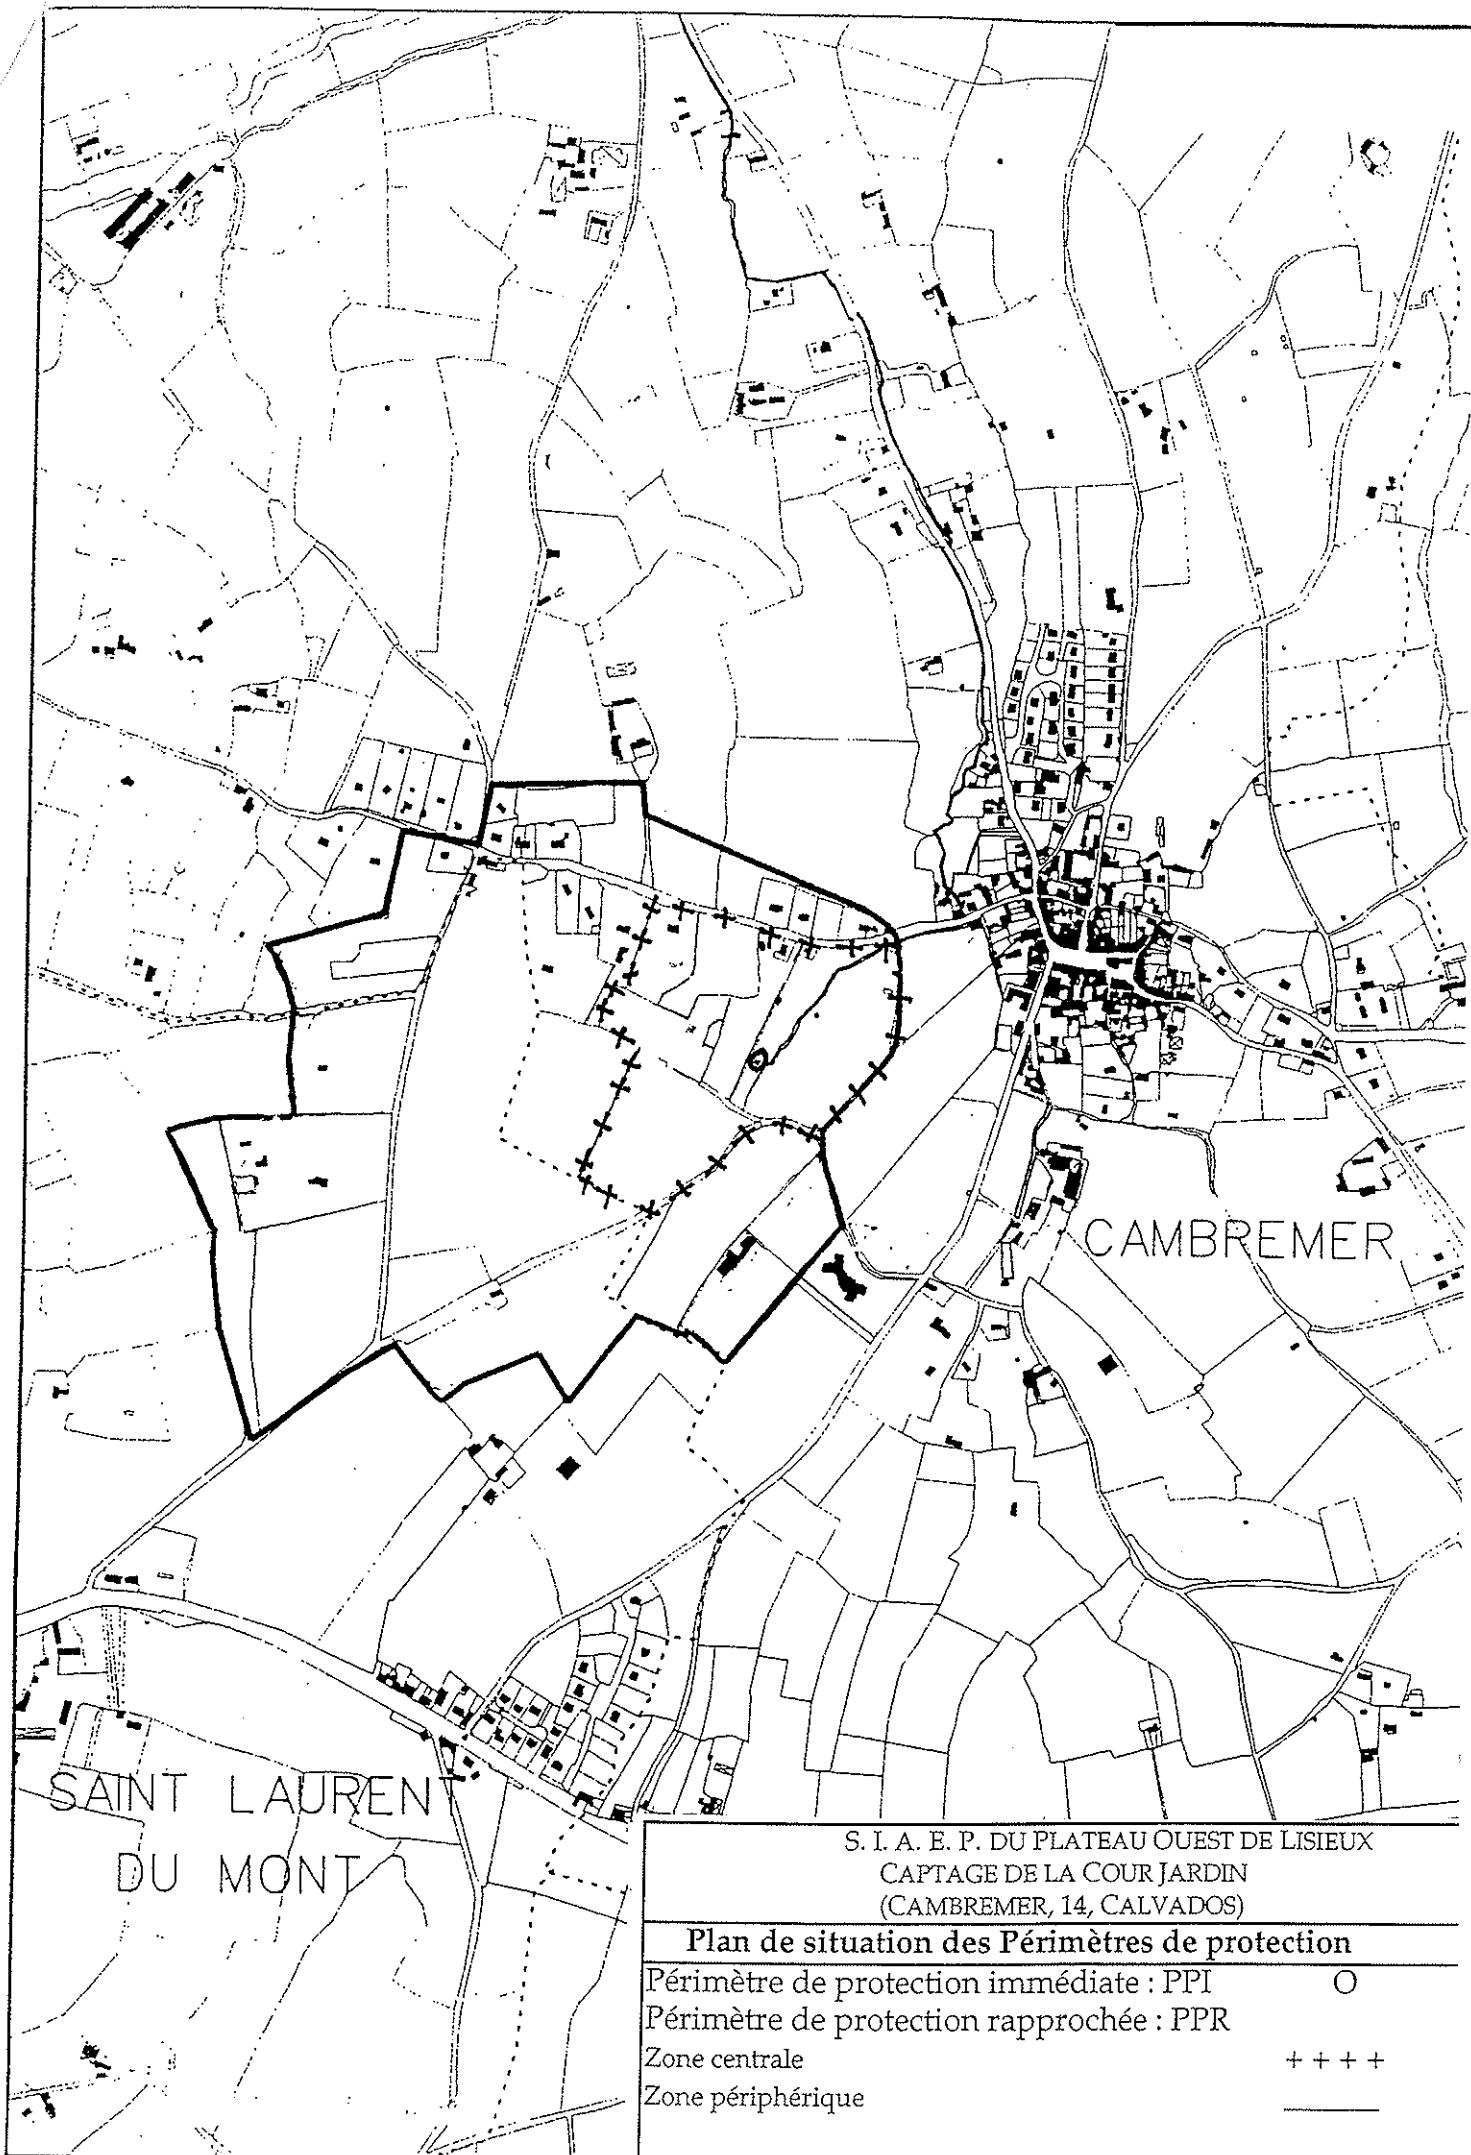 CAMBREMER
SAINT LAURENT
DU MONT
S. I. A. E. P. DU PLATEAU OUEST DE LISIEUX
CAPTAGE DE LA COUR JARDIN
(CAMBREMER, 14, CALVADOS)
Plan de situation des Périmètres de protection
Périmètre de protection immédiate : PPI O
Périmètre de protection rapprochée : PPR
Zone centrale + + + +
Zone périphérique